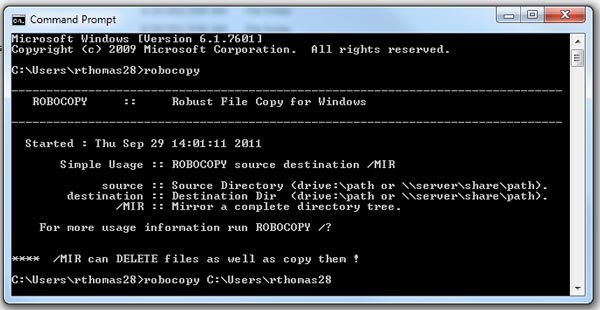 Command Prompt
Microsoft Windows [Version 6.1.7601]
Copyright (c) 2009 Microsoft Corporation.  All rights reserved.
C:\Users\rthomas28>robocopy
-------------------------------------------------------------------------------
   ROBOCOPY     ::     Robust File Copy for Windows
-------------------------------------------------------------------------------
  Started : Thu Sep 29 14:01:11 2011
       Simple Usage :: ROBOCOPY source destination /MIR
             source :: Source Directory (drive:\path or \\server\share\path).
        destination :: Destination Dir  (drive:\path or \\server\share\path).
               /MIR :: Mirror a complete directory tree.
    For more usage information run ROBOCOPY /?
****  /MIR can DELETE files as well as copy them !
C:\Users\rthomas28>robocopy C:\Users\rthomas28